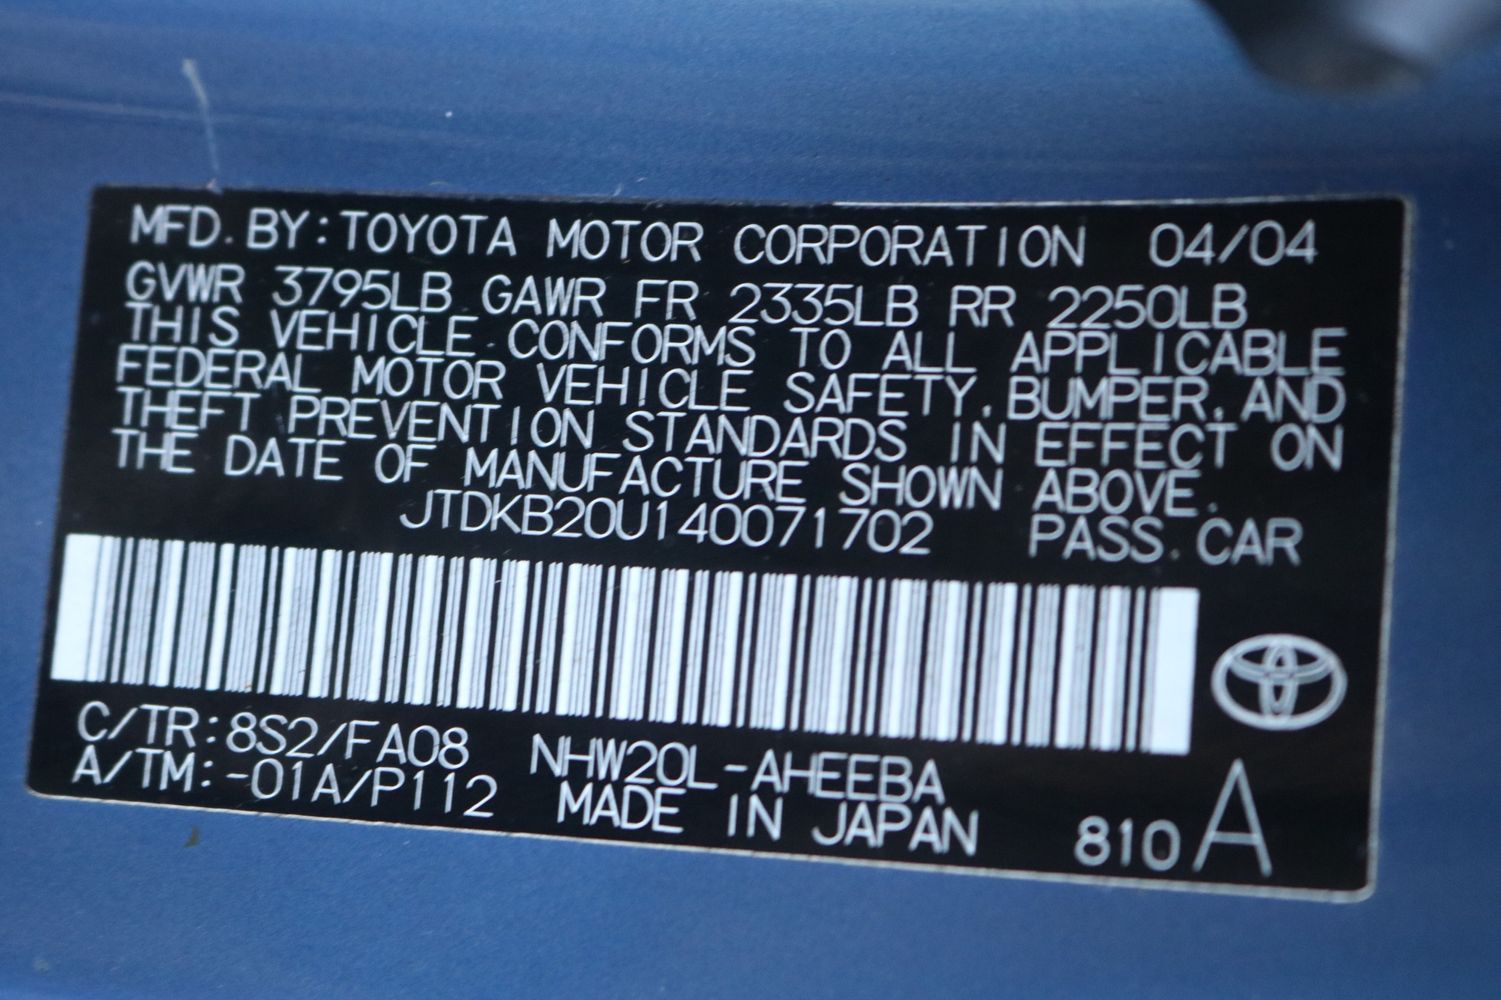 MFD. BY: TOYOTA MOTOR CORPORATION 04/04
GVWR 3795LB GAWR FR 2335LB RR 2250LB
THIS VEHICLE CONFORMS TO ALL APPLICABLE
FEDERAL MOTOR VEHICLE SAFETY, BUMPER, AND
THEFT PREVENTION STANDARDS IN EFFECT ON
THE DATE OF MANUFACTURE SHOWN ABOVE.
JTDKB20U140071702 PASS. CAR
C/TR: 8S2/FA08 NHW20L-AHEEBA
A/TM: -01A/P112 MADE IN JAPAN 810 A